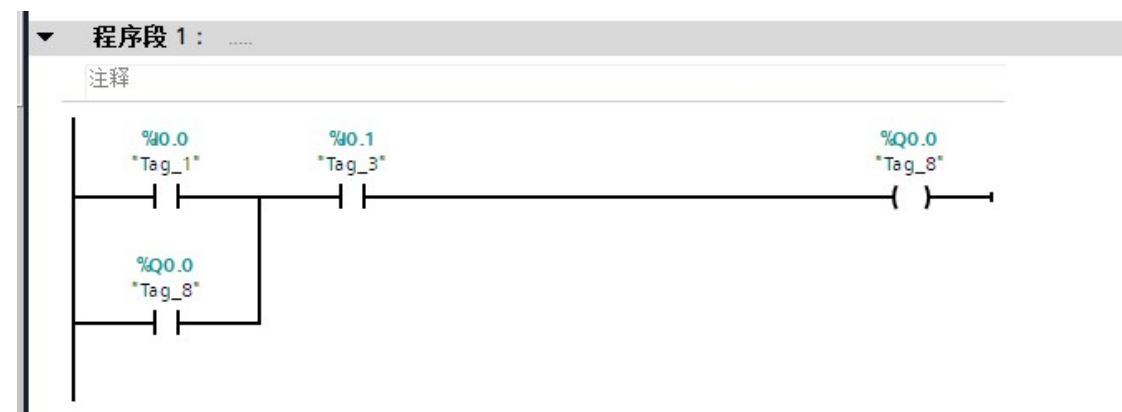 程序段 1： .....
注释
%I0.0 %I0.1 %Q0.0
"Tag_1" "Tag_3" "Tag_8"
%Q0.0
"Tag_8"